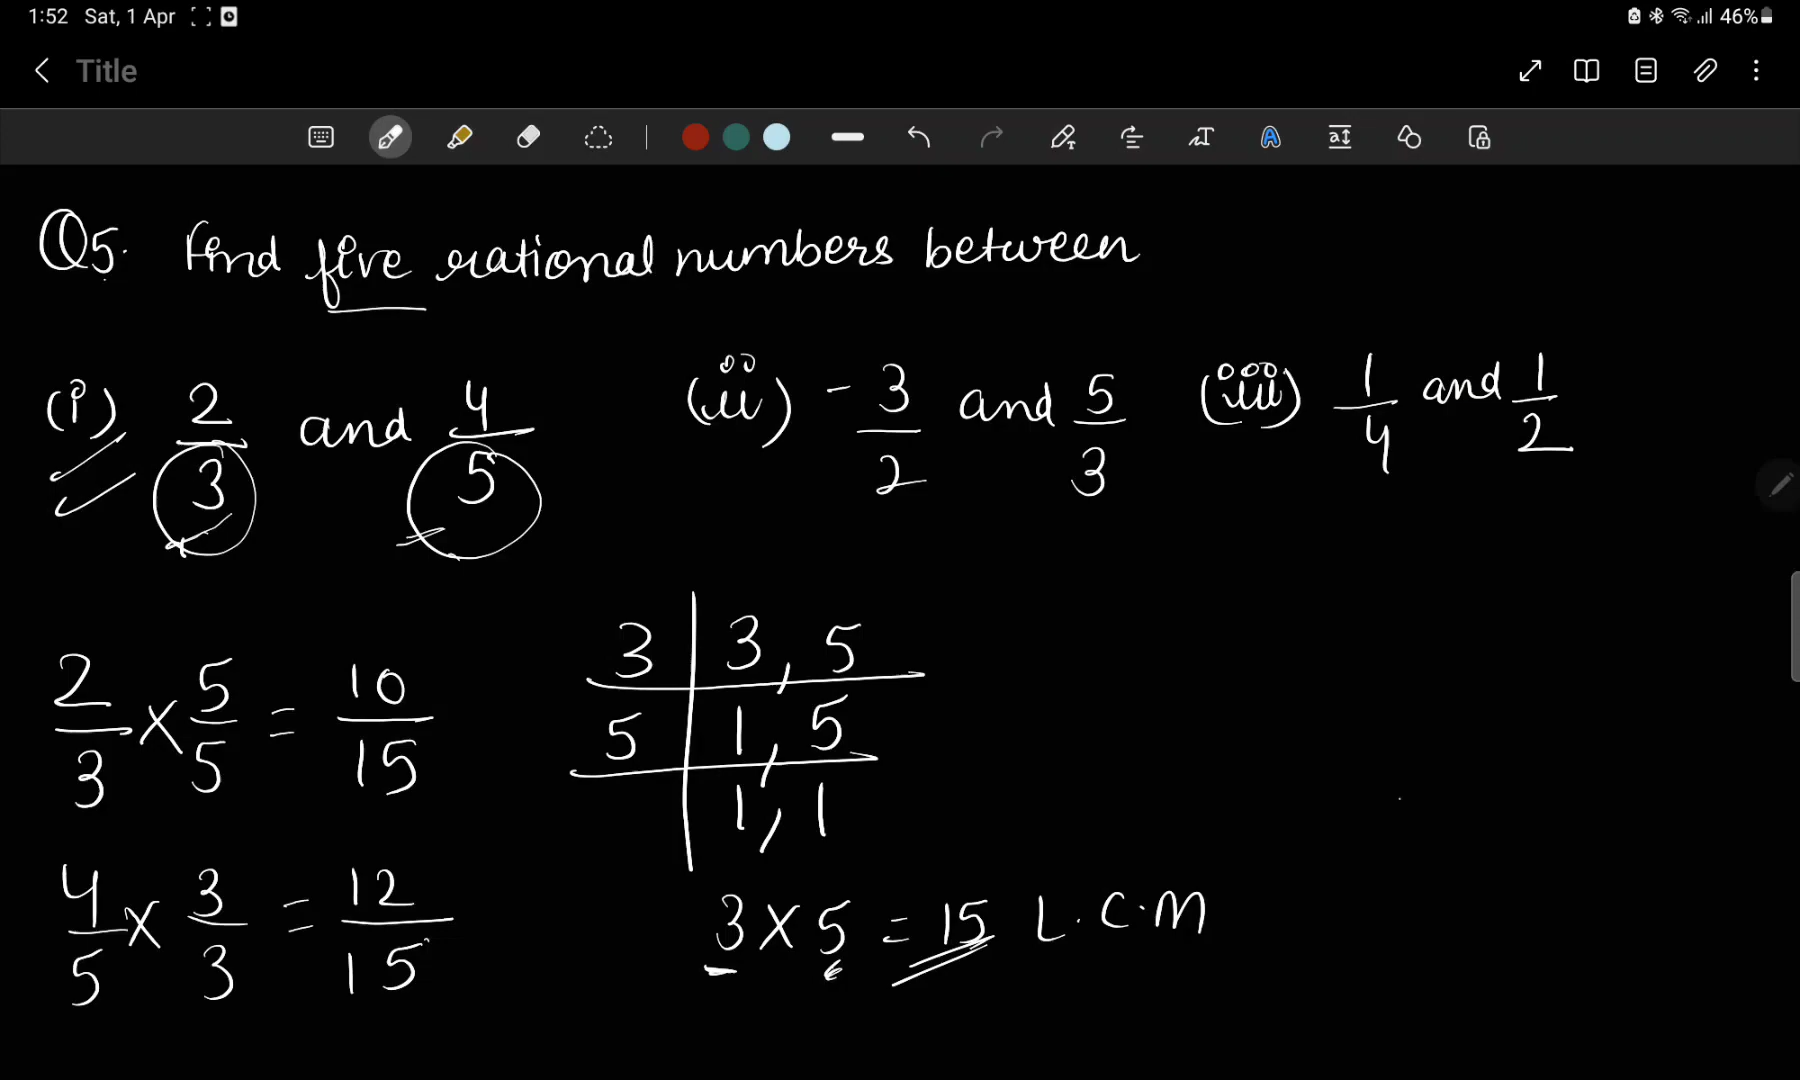 1:52 Sat, 1 Apr
46%
Title
Q5. Find five rational numbers between
(i) 2/3 and 4/5 (ii) -3/2 and 5/3 (iii) 1/4 and 1/2
3 | 3, 5
5 | 1, 5
1, 1
2/3 × 5/5 = 10/15
4/5 × 3/3 = 12/15
3 × 5 = 15 L.C.M